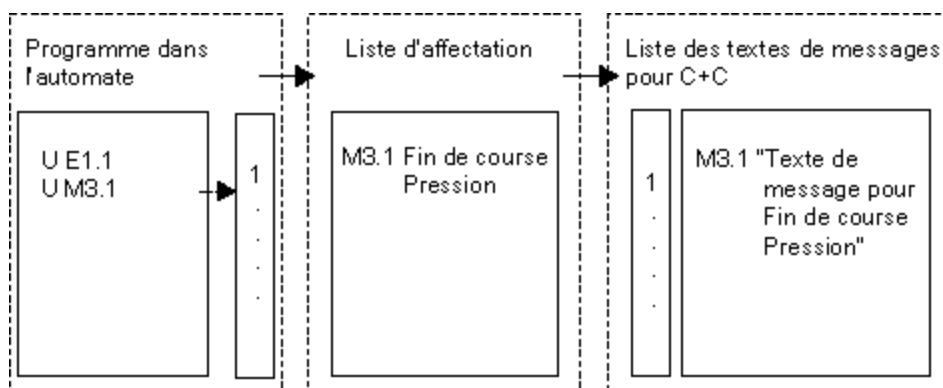 Programme dans
l'automate
U E1.1
U M3.1
1
.
.
.
.
Liste d'affectation
M3.1 Fin de course
Pression
Liste des textes de messages
pour C+C
1
.
.
.
.
M3.1 "Texte de
message pour
Fin de course
Pression"